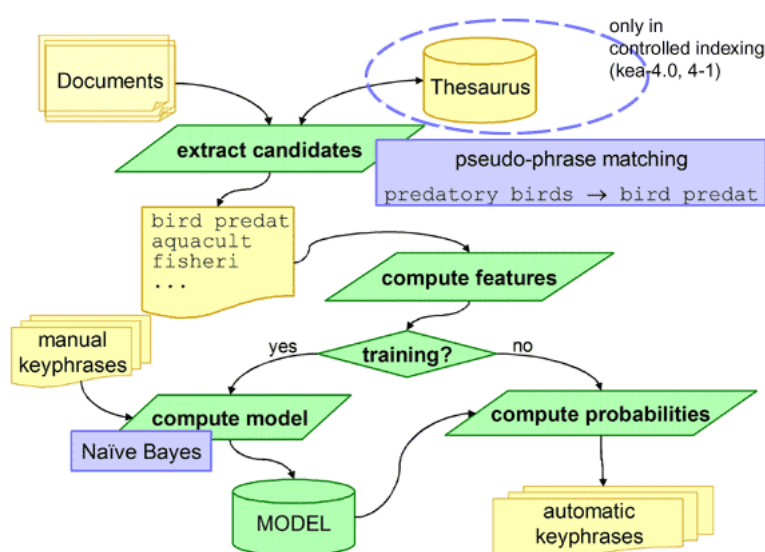 only in
controlled indexing
(kea-4.0, 4-1)
Documents
Thesaurus
extract candidates
pseudo-phrase matching
predatory birds → bird predat
bird predat
aquacult
fisheri
...
compute features
manual
keyphrases
yes
training?
no
compute model
compute probabilities
Naïve Bayes
MODEL
automatic
keyphrases